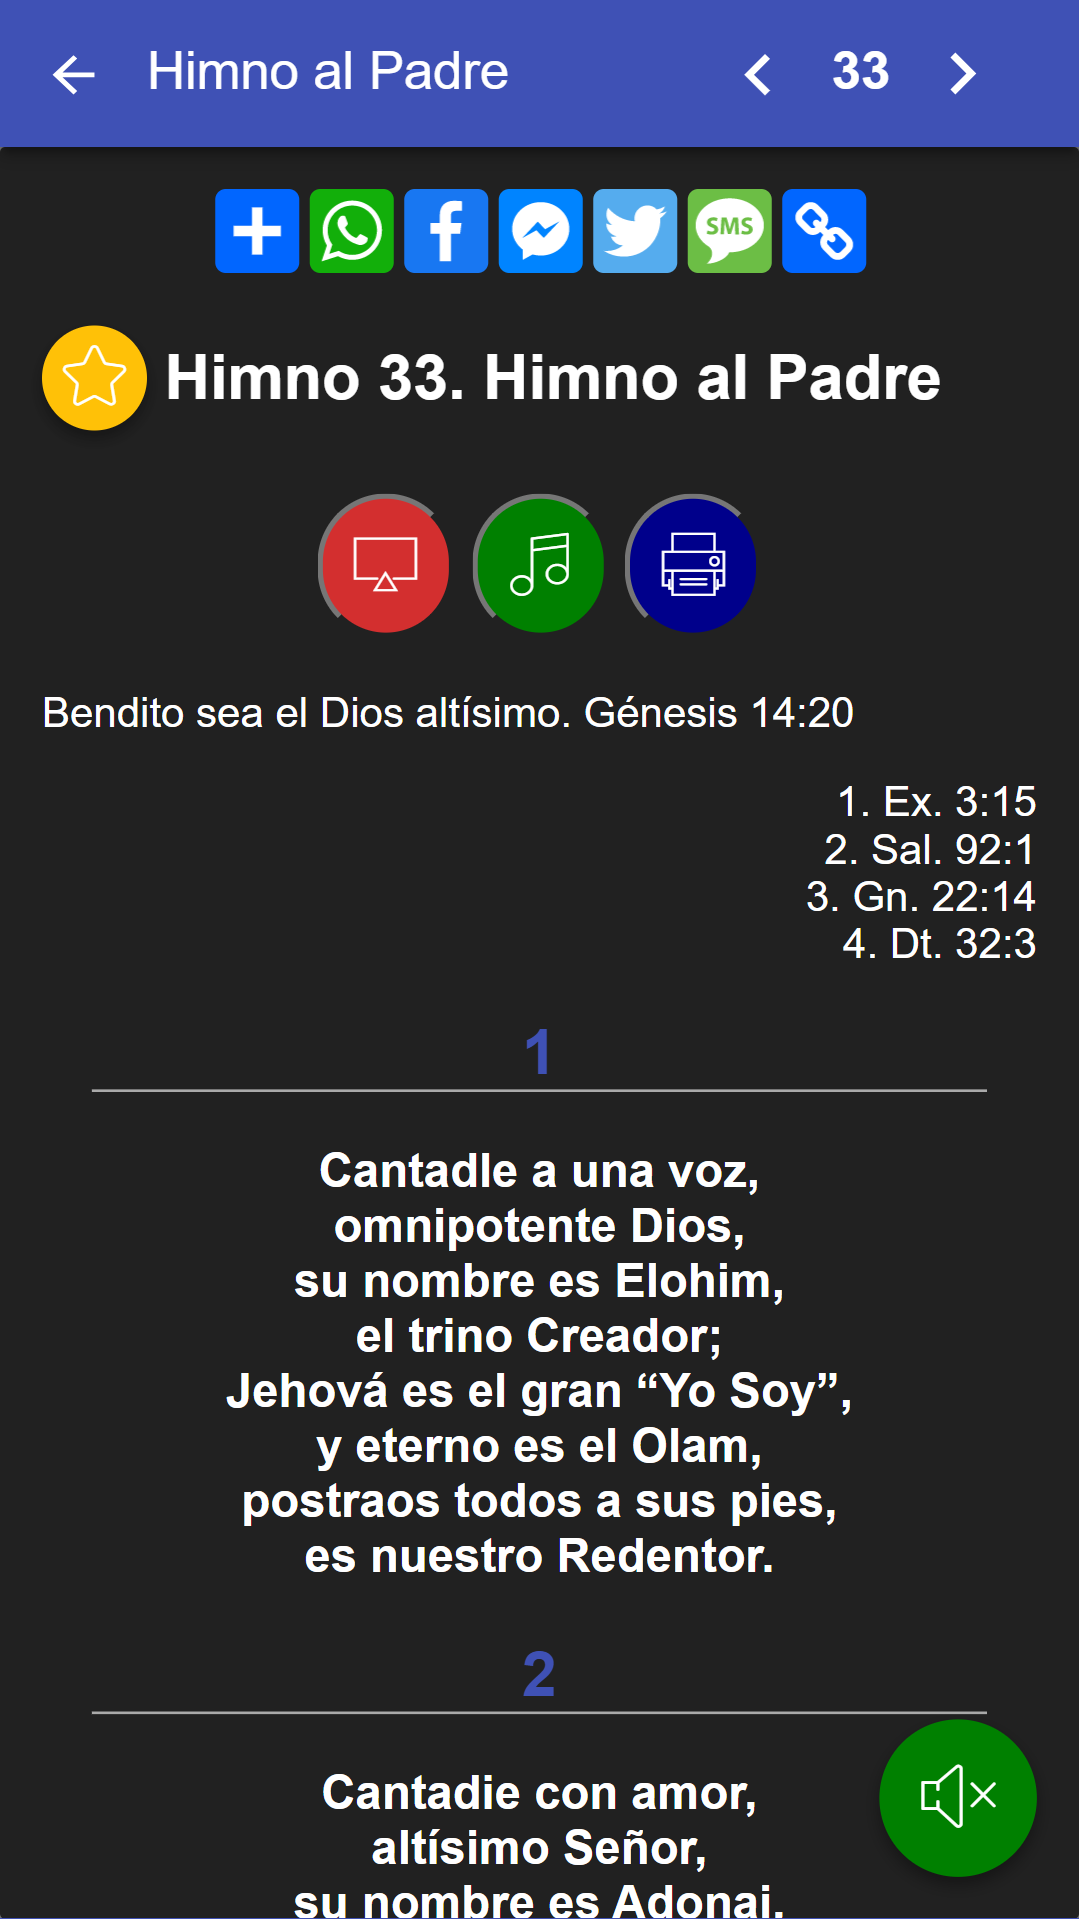 Himno al Padre
33
SMS
Himno 33. Himno al Padre
Bendito sea el Dios altísimo. Génesis 14:20
1. Ex. 3:15
2. Sal. 92:1
3. Gn. 22:14
4. Dt. 32:3
1
Cantadle a una voz,
omnipotente Dios,
su nombre es Elohim,
el trino Creador;
Jehová es el gran “Yo Soy”,
y eterno es el Olam,
postraos todos a sus pies,
es nuestro Redentor.
2
Cantadie con amor,
altísimo Señor,
su nombre es Adonai.